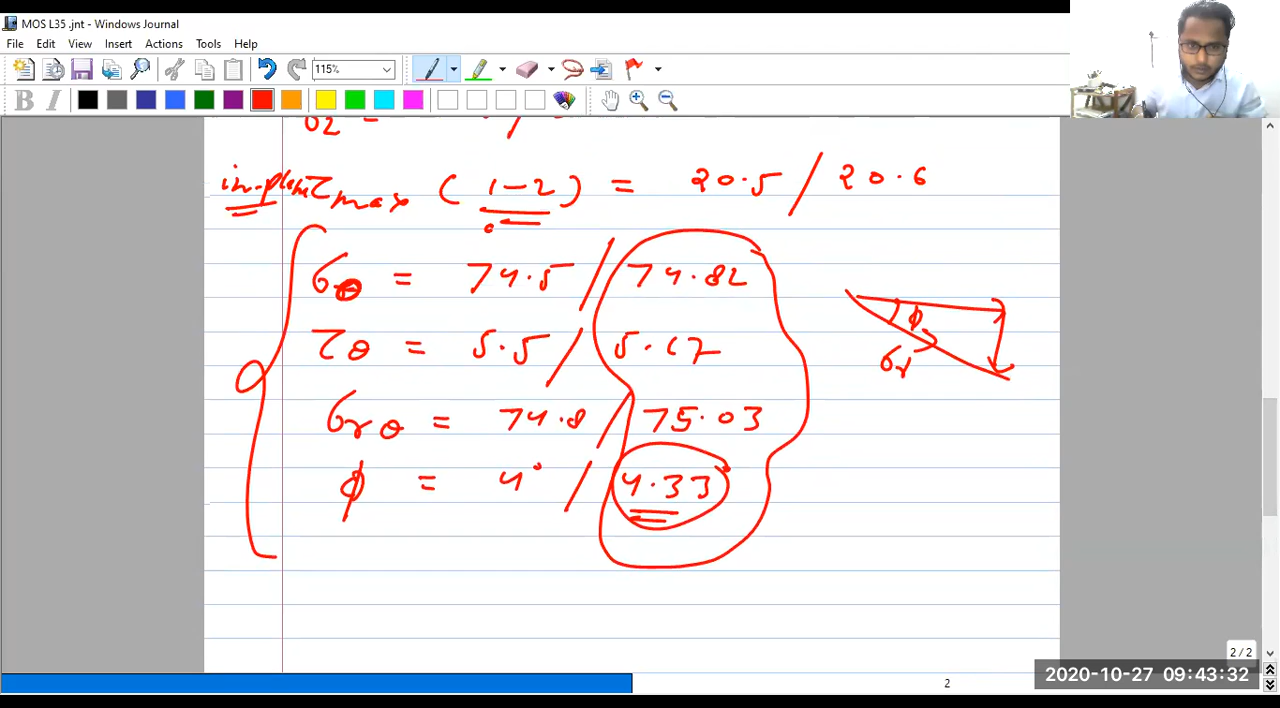 MOS L35 .jnt - Windows Journal
File Edit View Insert Actions Tools Help
115%
B I
σ2 =
in-plane τmax ( 1-2 ) = 20.5 / 20.6
σθ = 74.5 / 74.82
τθ = 5.5 / 5.67
σrθ = 74.8 / 75.03
ϕ = 4° / 4.33
ϕ
σr
2 / 2
2020-10-27 09:43:32
2